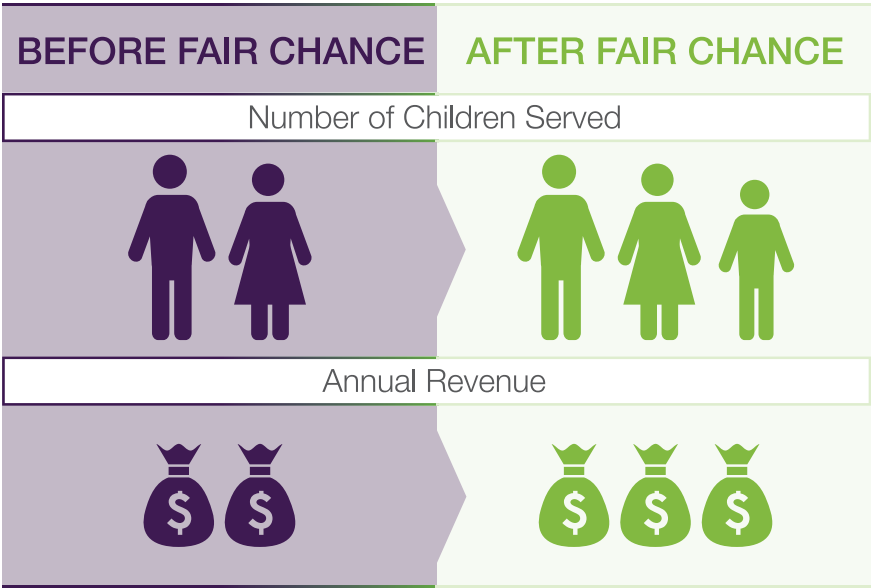 BEFORE FAIR CHANCE
AFTER FAIR CHANCE
Number of Children Served
Annual Revenue
$ $
$ $ $